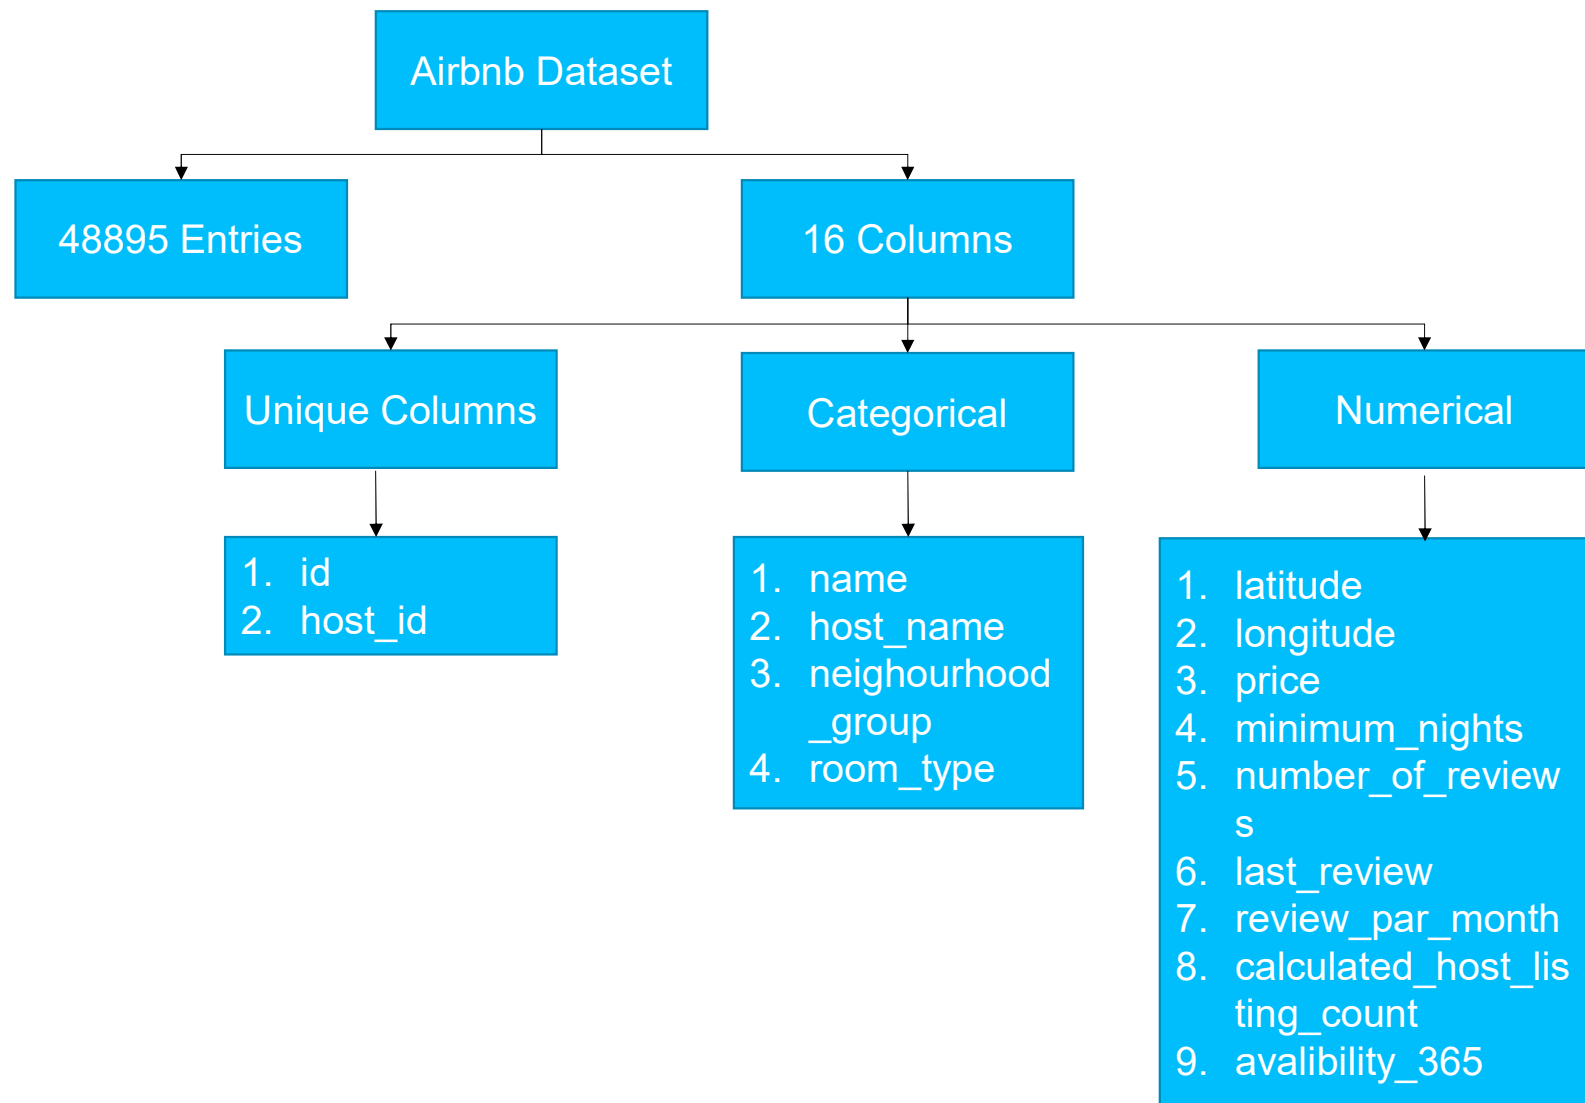 Airbnb Dataset
48895 Entries
16 Columns
Unique Columns
Categorical
Numerical
1. id
2. host_id
1. name
2. host_name
3. neighourhood
_group
4. room_type
1. latitude
2. longitude
3. price
4. minimum_nights
5. number_of_review
s
6. last_review
7. review_par_month
8. calculated_host_lis
ting_count
9. avalibility_365